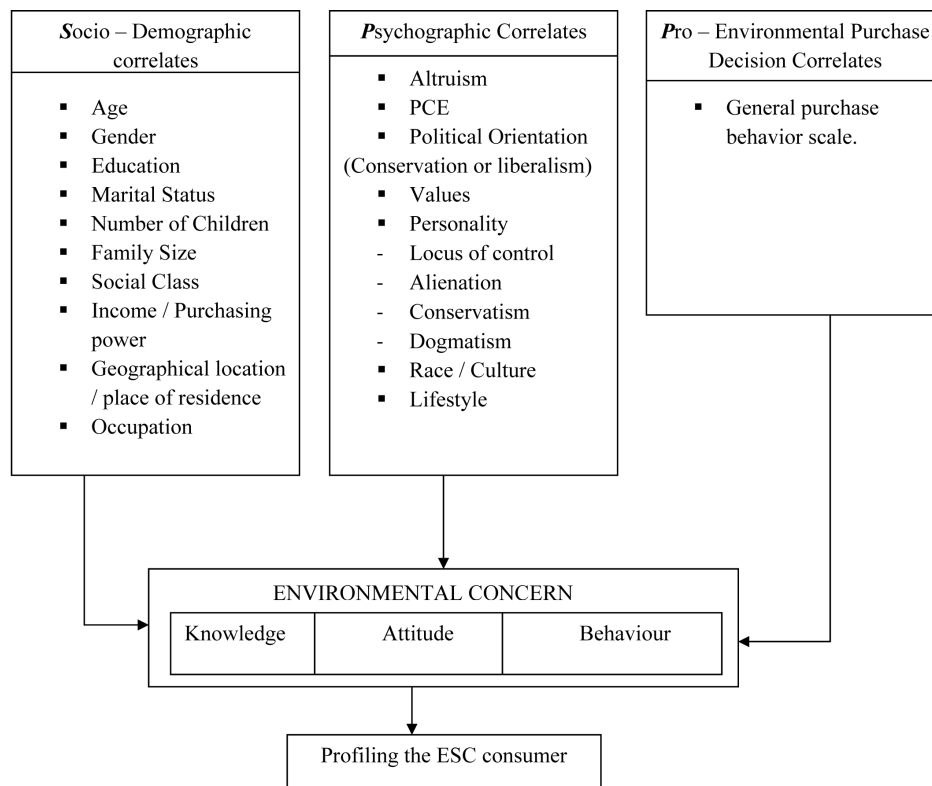 Socio – Demographic
correlates
▪ Age
▪ Gender
▪ Education
▪ Marital Status
▪ Number of Children
▪ Family Size
▪ Social Class
▪ Income / Purchasing
power
▪ Geographical location
/ place of residence
▪ Occupation
Psychographic Correlates
▪ Altruism
▪ PCE
▪ Political Orientation
(Conservation or liberalism)
▪ Values
▪ Personality
- Locus of control
- Alienation
- Conservatism
- Dogmatism
▪ Race / Culture
▪ Lifestyle
Pro – Environmental Purchase
Decision Correlates
▪ General purchase
behavior scale.
ENVIRONMENTAL CONCERN
Knowledge
Attitude
Behaviour
Profiling the ESC consumer